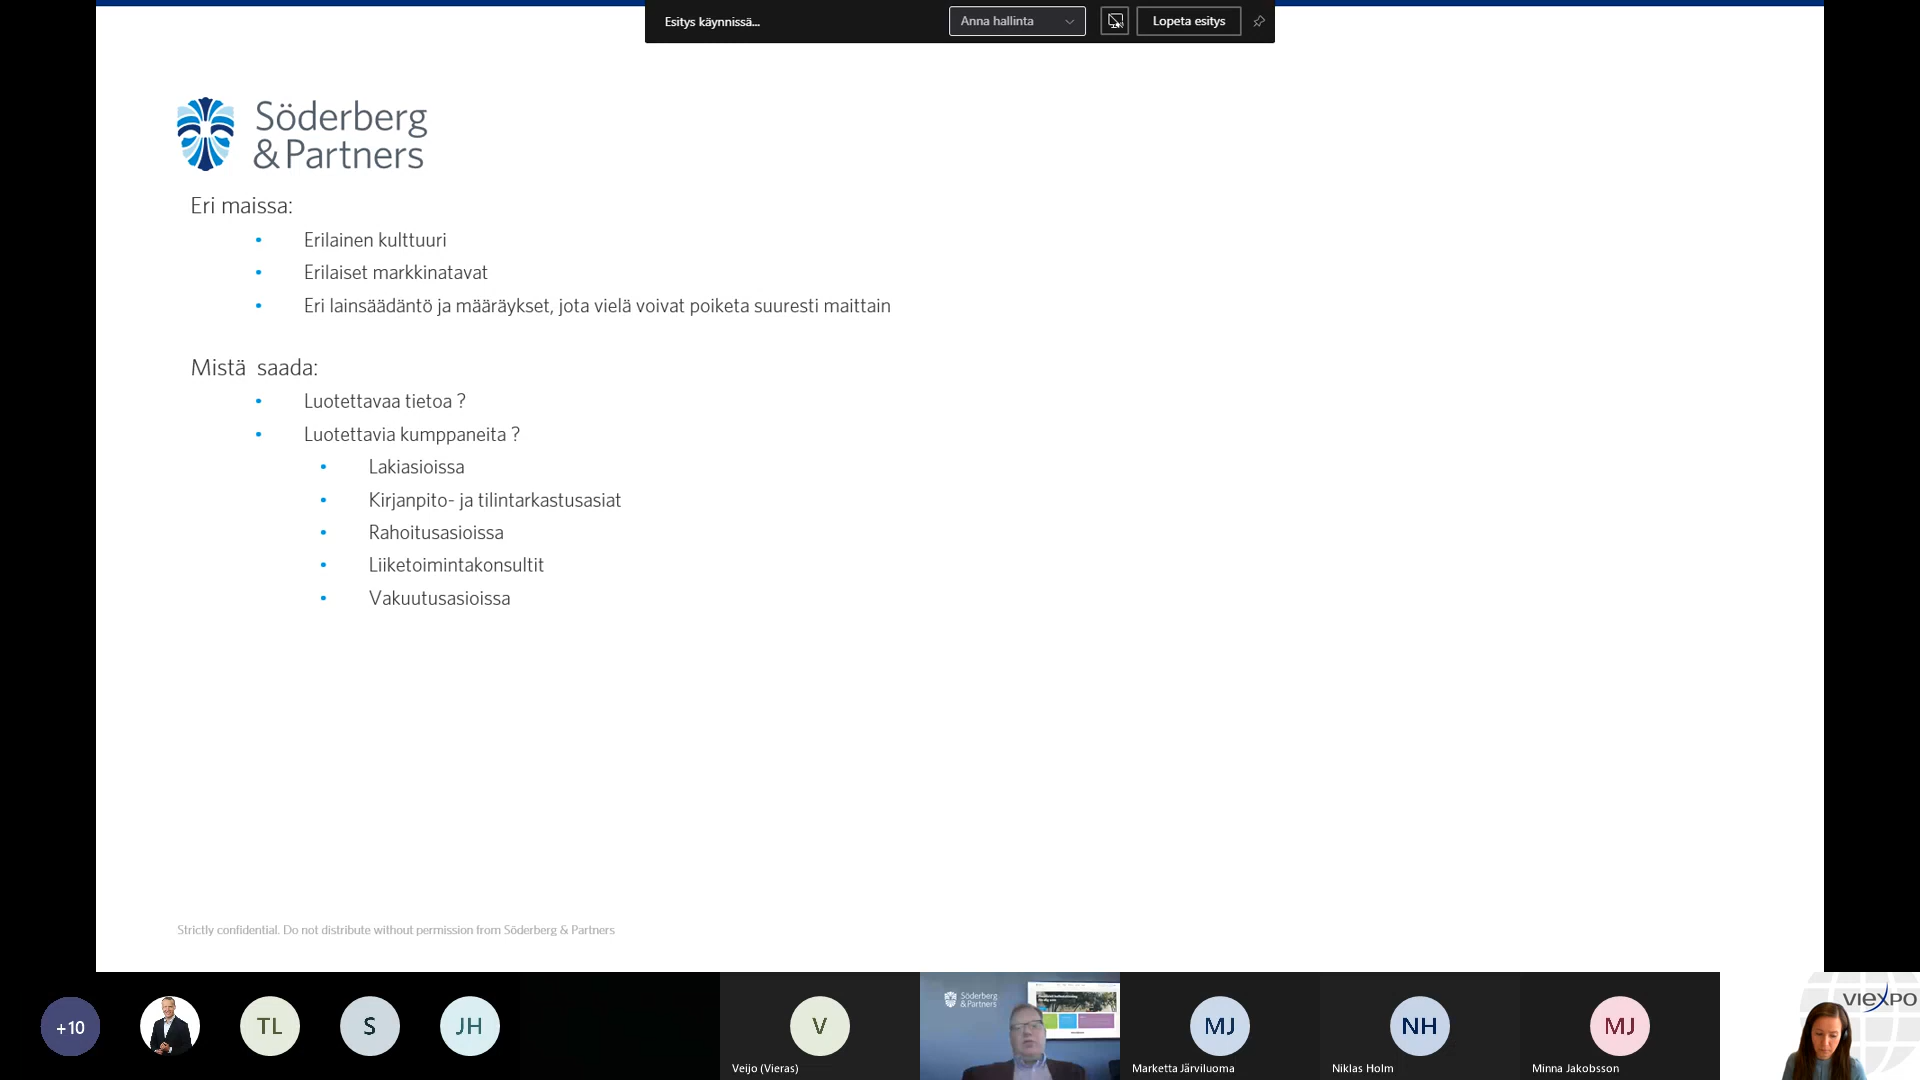 Esitys käynnissä...
Anna hallinta
Lopeta esitys
Söderberg
& Partners
Eri maissa:
• Erilainen kulttuuri
• Erilaiset markkinatavat
• Eri lainsäädäntö ja määräykset, jota vielä voivat poiketa suuresti maittain
Mistä saada:
• Luotettavaa tietoa ?
• Luotettavia kumppaneita ?
• Lakiasioissa
• Kirjanpito- ja tilintarkastusasiat
• Rahoitusasioissa
• Liiketoimintakonsultit
• Vakuutusasioissa
Strictly confidential. Do not distribute without permission from Söderberg & Partners
+10
TL
S
JH
V
Veijo (Vieras)
Söderberg
& Partners
MJ
Marketta Järviluoma
NH
Niklas Holm
MJ
Minna Jakobsson
VIEXPO